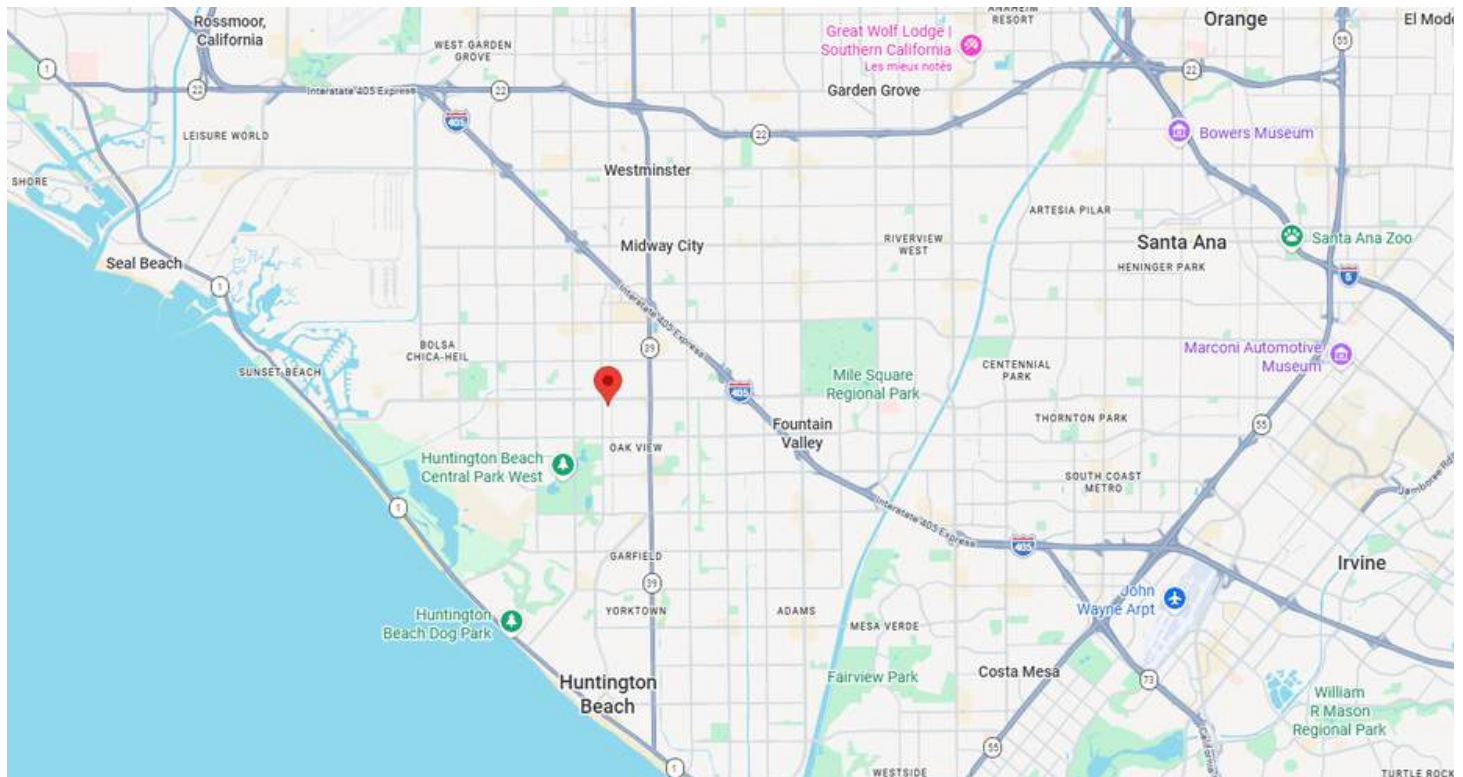 ANAHEIM
RESORT
Orange
El Mode
Rossmoor,
California
Great Wolf Lodge |
Southern California
Les mieux notés
WEST GARDEN
GROVE
55
1
22
22
Interstate 405 Express
22
Garden Grove
405
22
LEISURE WORLD
Bowers Museum
Westminster
SHORE
ARTESIA PILAR
Midway City
RIVERVIEW
WEST
Santa Ana
Santa Ana Zoo
Seal Beach
HENINGER PARK
5
1
Interstate 405 Express
BOLSA
CHICA-HEIL
39
Marconi Automotive
Museum
SUNSET BEACH
CENTENNIAL
PARK
Mile Square
Regional Park
405
THORNTON PARK
Fountain
Valley
55
OAK VIEW
Huntington Beach
Central Park West
SOUTH COAST
METRO
Jamboree Rd
1
Interstate 405 Express
405
GARFIELD
Irvine
39
John
Wayne Arpt
Huntington
Beach Dog Park
YORKTOWN
ADAMS
MESA VERDE
Costa Mesa
Fairview Park
73
Huntington
Beach
William
R Mason
Regional Park
California
55
1
WESTSIDE
TURTLE ROCK